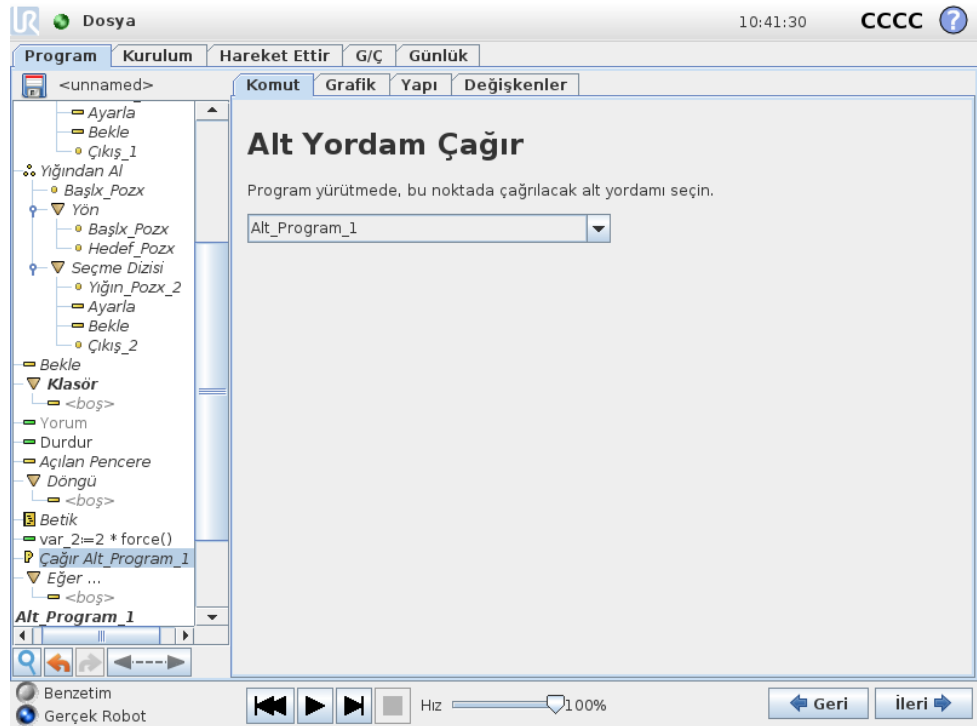 UR Dosya 10:41:30 CCCC ?
Program Kurulum Hareket Ettir G/Ç Günlük
<unnamed>
Komut Grafik Yapı Değişkenler
Ayarla
Bekle
Çıkış_1
Yığından Al
Başlx_Pozx
Yön
Başlx_Pozx
Hedef_Pozx
Seçme Dizisi
Yığın_Pozx_2
Ayarla
Bekle
Çıkış_2
Bekle
Klasör
<boş>
Yorum
Durdur
Açılan Pencere
Döngü
<boş>
Betik
var_2:=2 * force()
Çağır Alt_Program_1
Eğer ...
<boş>
Alt_Program_1
Alt Yordam Çağır
Program yürütmede, bu noktada çağrılacak alt yordamı seçin.
Alt_Program_1
Benzetim
Gerçek Robot
Hız 100%
Geri İleri